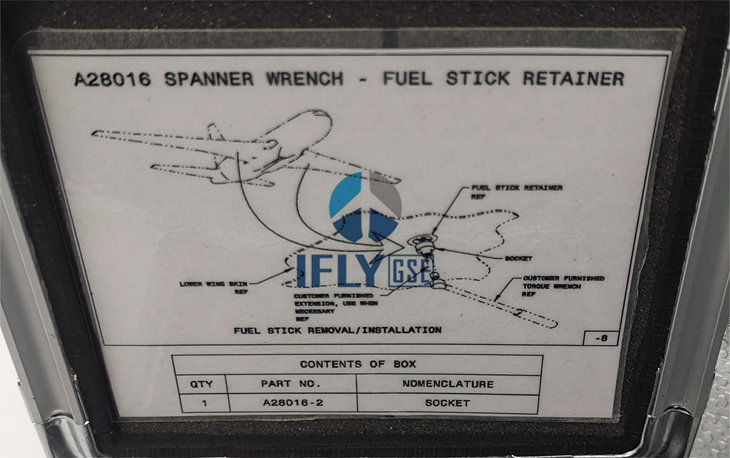 A28016 SPANNER WRENCH - FUEL STICK RETAINER
FUEL STICK RETAINER
REF
SOCKET
LOWER WING SKIN
REF
CUSTOMER FURNISHED
TORQUE WRENCH
REF
CUSTOMER FURNISHED
EXTENSION, USE WHEN
NECESSARY
REF
IFLY GSE
FUEL STICK REMOVAL/INSTALLATION
-8
CONTENTS OF BOX
QTY PART NO. NOMENCLATURE
1 A28016-2 SOCKET